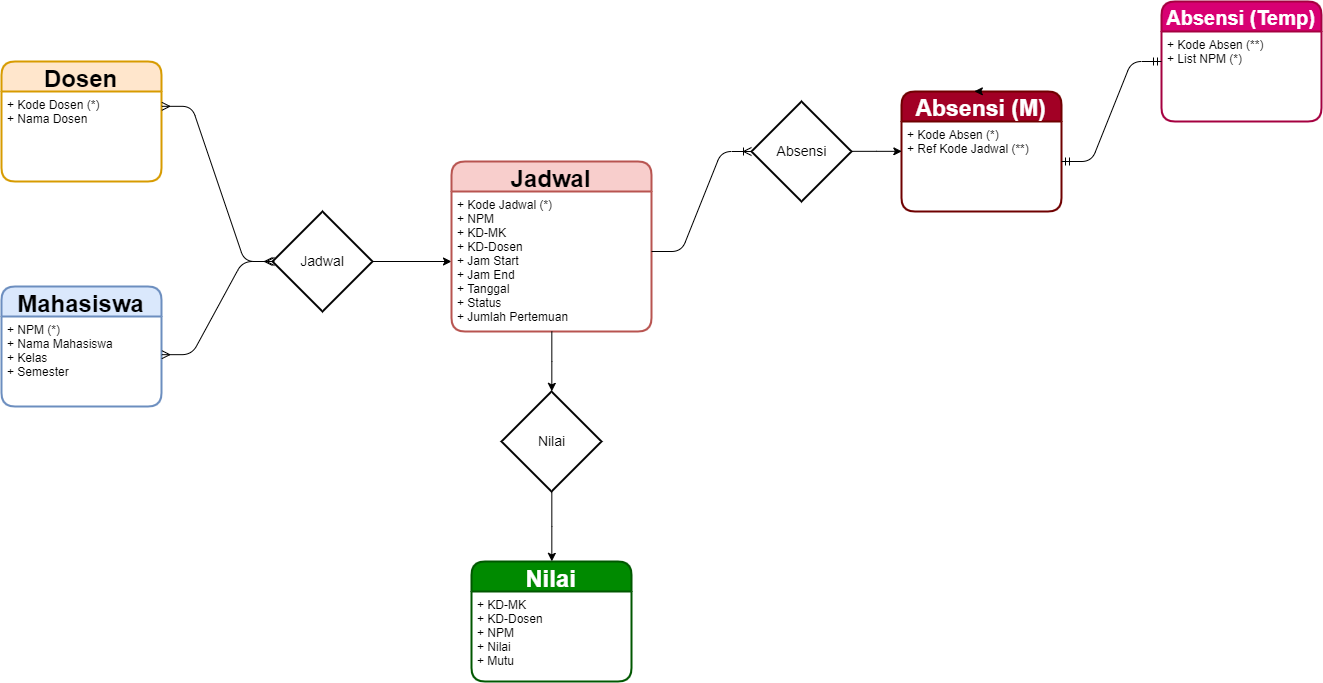 Dosen
+ Kode Dosen (*)
+ Nama Dosen
Mahasiswa
+ NPM (*)
+ Nama Mahasiswa
+ Kelas
+ Semester
Jadwal
Jadwal
+ Kode Jadwal (*)
+ NPM
+ KD-MK
+ KD-Dosen
+ Jam Start
+ Jam End
+ Tanggal
+ Status
+ Jumlah Pertemuan
Nilai
Nilai
+ KD-MK
+ KD-Dosen
+ NPM
+ Nilai
+ Mutu
Absensi
Absensi (M)
+ Kode Absen (*)
+ Ref Kode Jadwal (**)
Absensi (Temp)
+ Kode Absen (**)
+ List NPM (*)